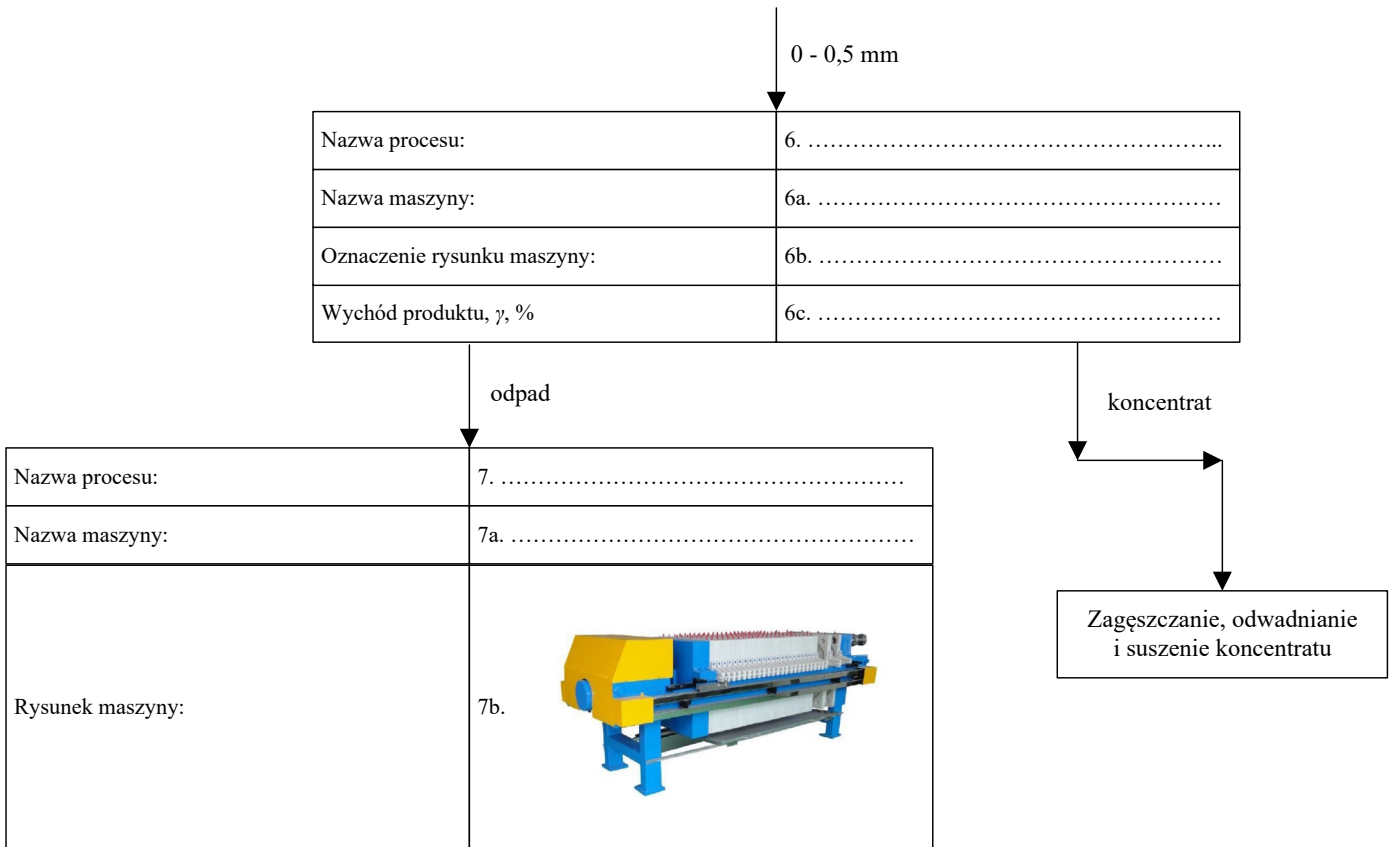 0 - 0,5 mm
Nazwa procesu: 6. …………………………………………………..
Nazwa maszyny: 6a. ………………………………………………
Oznaczenie rysunku maszyny: 6b. ………………………………………………
Wychód produktu, γ, % 6c. ………………………………………………
odpad
koncentrat
Nazwa procesu: 7. ………………………………………………
Nazwa maszyny: 7a. ………………………………………………
Zagęszczanie, odwadnianie
i suszenie koncentratu
Rysunek maszyny: 7b.